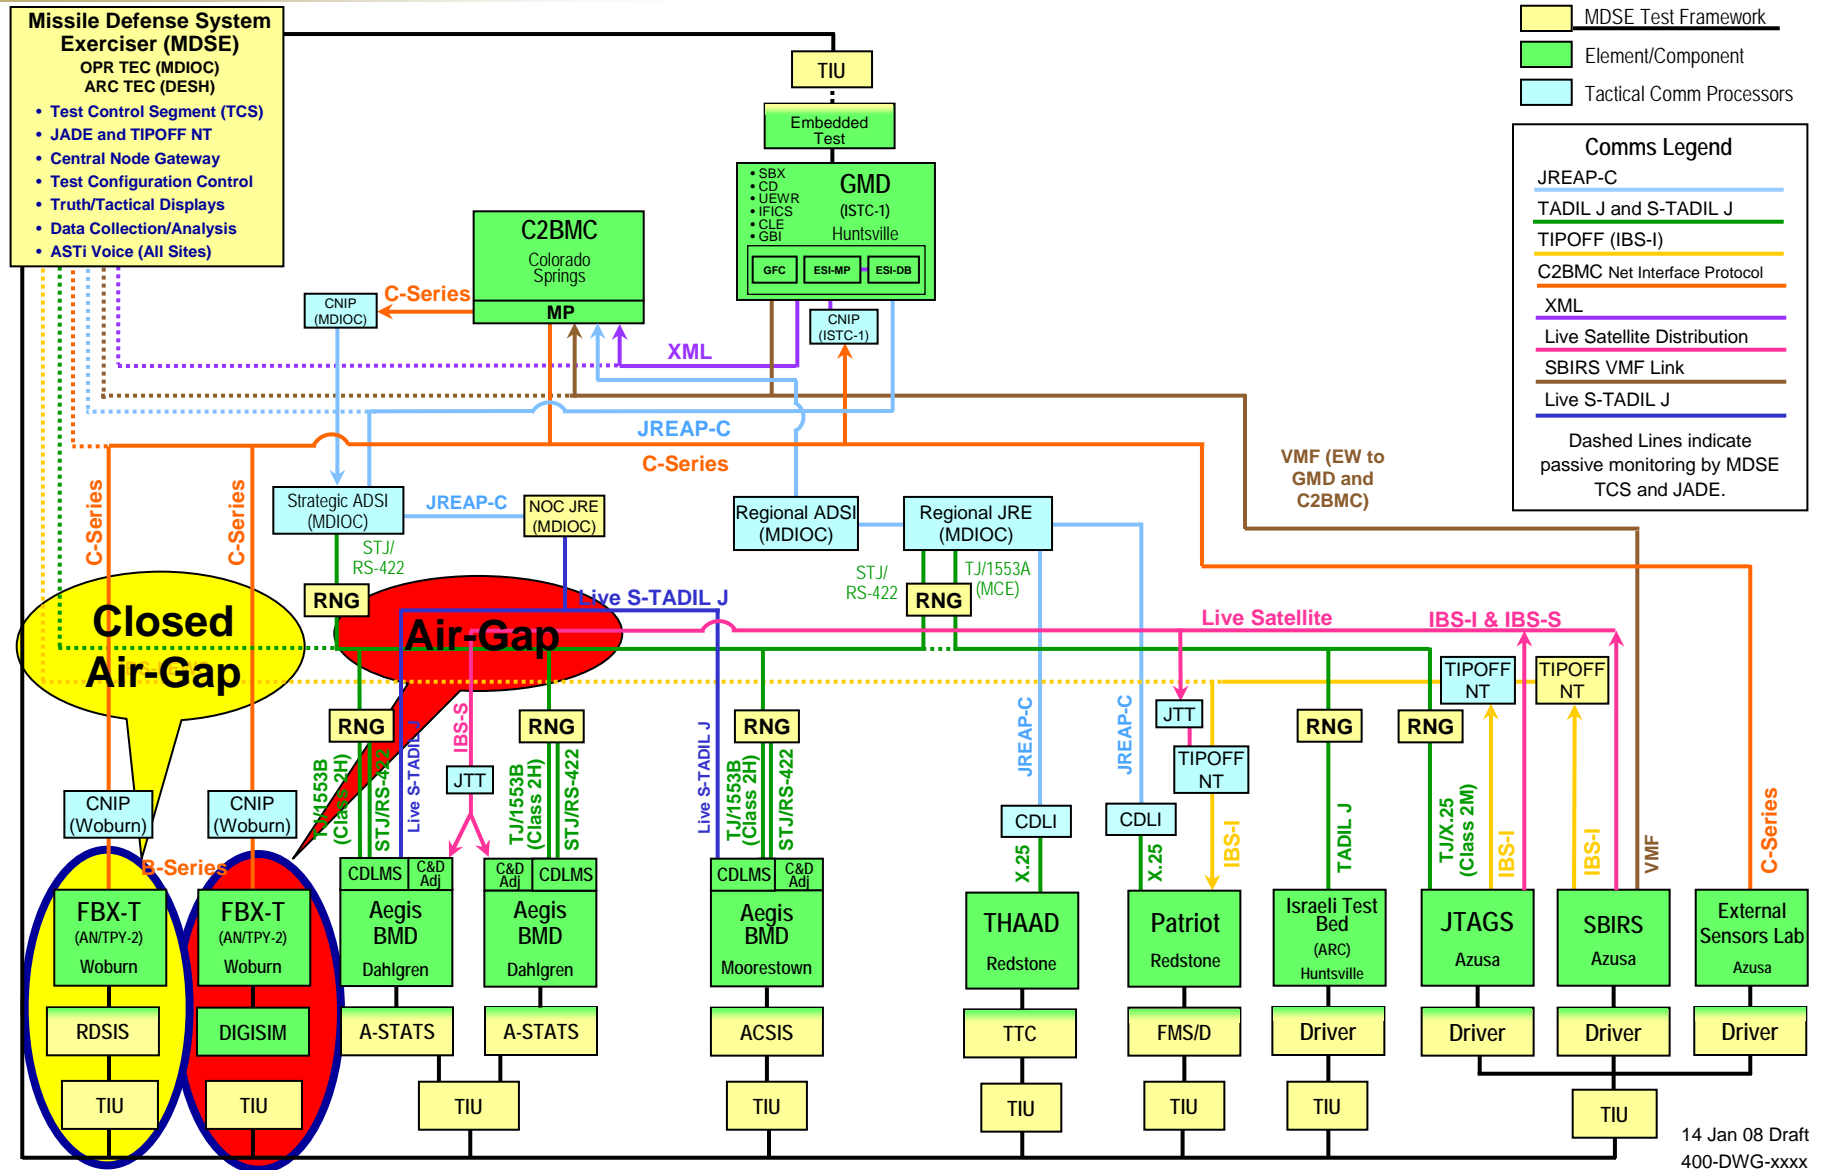 Missile Defense System
Exerciser (MDSE)
OPR TEC (MDIOC)
ARC TEC (DESH)
• Test Control Segment (TCS)
• JADE and TIPOFF NT
• Central Node Gateway
• Test Configuration Control
• Truth/Tactical Displays
• Data Collection/Analysis
• ASTi Voice (All Sites)
TIU
Embedded
Test
• SBX
• CD
• UEWR
• IFICS
• CLE
• GBI
GMD
(ISTC-1)
Huntsville
GFC
ESI-MP
ESI-DB
C2BMC
Colorado
Springs
MP
CNIP
(MDIOC)
C-Series
CNIP
(ISTC-1)
XML
MDSE Test Framework
Element/Component
Tactical Comm Processors
Comms Legend
JREAP-C
TADIL J and S-TADIL J
TIPOFF (IBS-I)
C2BMC Net Interface Protocol
XML
Live Satellite Distribution
SBIRS VMF Link
Live S-TADIL J
Dashed Lines indicate
passive monitoring by MDSE
TCS and JADE.
JREAP-C
C-Series
VMF (EW to
GMD and
C2BMC)
C-Series
C-Series
Strategic ADSI
(MDIOC)
JREAP-C
NOC JRE
(MDIOC)
Regional ADSI
(MDIOC)
Regional JRE
(MDIOC)
STJ/
RS-422
STJ/
RS-422
TJ/1553A
(MCE)
RNG
RNG
Closed
Air-Gap
Air-Gap
Live S-TADIL J
Live Satellite
IBS-I & IBS-S
TIPOFF
NT
TIPOFF
NT
RNG
RNG
RNG
RNG
RNG
JTT
TIPOFF
NT
IBS-S
JTT
TJ/1553B
(Class 2H)
STJ/RS-422
Live S-TADIL J
TJ/1553B
(Class 2H)
STJ/RS-422
Live S-TADIL J
TJ/1553B
(Class 2H)
STJ/RS-422
JREAP-C
JREAP-C
CDLI
CDLI
X.25
X.25
IBS-I
TADIL J
TJ/X.25
(Class 2M)
IBS-I
IBS-I
VMF
C-Series
CNIP
(Woburn)
CNIP
(Woburn)
B-Series
FBX-T
(AN/TPY-2)
Woburn
FBX-T
(AN/TPY-2)
Woburn
CDLMS
C&D
Adj
Aegis
BMD
Dahlgren
C&D
Adj
CDLMS
Aegis
BMD
Dahlgren
CDLMS
C&D
Adj
Aegis
BMD
Moorestown
THAAD
Redstone
Patriot
Redstone
Israeli Test
Bed
(ARC)
Huntsville
JTAGS
Azusa
SBIRS
Azusa
External
Sensors Lab
Azusa
RDSIS
DIGISIM
A-STATS
A-STATS
ACSIS
TTC
FMS/D
Driver
Driver
Driver
Driver
TIU
TIU
TIU
TIU
TIU
TIU
TIU
TIU
14 Jan 08 Draft
400-DWG-xxxx